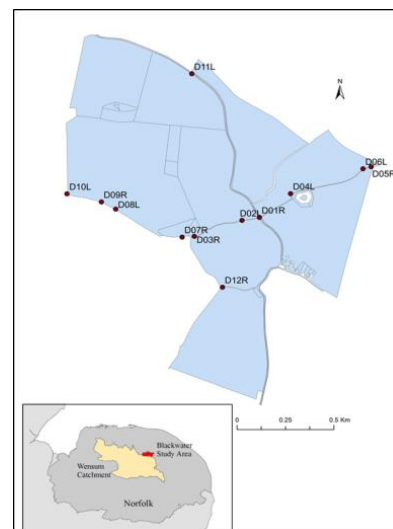 D11L
N
D06L
D05R
D10L
D09R
D08L
D04L
D01R
D02L
D07R
D03R
D12R
0 0.25 0.5 Km
Blackwater
Study Area
Wensum
Catchment
Norfolk